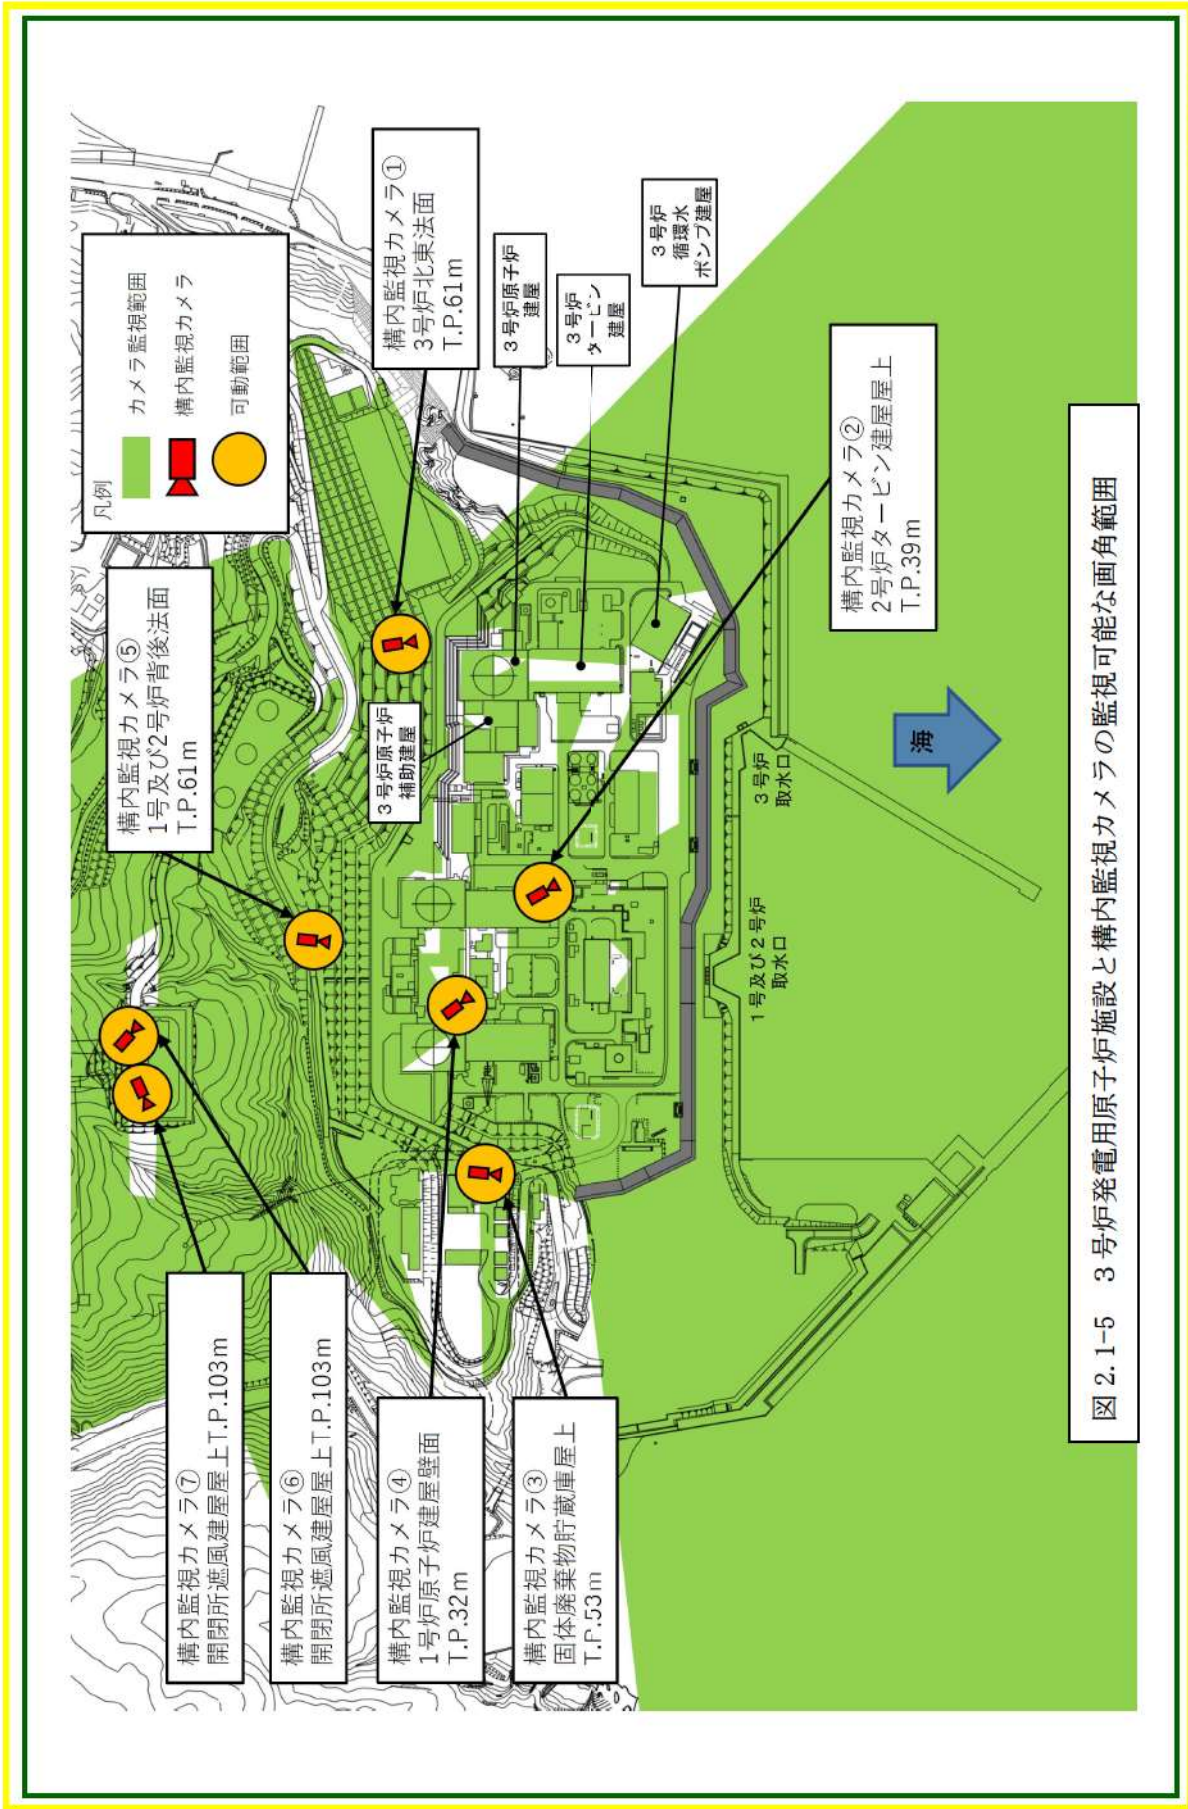 構内監視カメラ⑦
開閉所遮風建屋屋上T.P.103m
構内監視カメラ⑥
開閉所遮風建屋屋上T.P.103m
構内監視カメラ④
1号炉原子炉建屋壁面
T.P.32m
構内監視カメラ③
固体廃棄物貯蔵庫屋上
T.P.53m
構内監視カメラ⑤
1号及び2号炉背後法面
T.P.61m
凡例
カメラ監視範囲
構内監視カメラ
可動範囲
構内監視カメラ①
3号炉北東法面
T.P.61m
3号炉原子炉
補助建屋
3号炉原子炉
建屋
3号炉
タービン
建屋
3号炉
循環水
ポンプ建屋
構内監視カメラ②
2号炉タービン建屋屋上
T.P.39m
1号及び2号炉
取水口
3号炉
取水口
海
図 2.1-5 3号炉発電用原子炉施設と構内監視カメラの監視可能な画角範囲